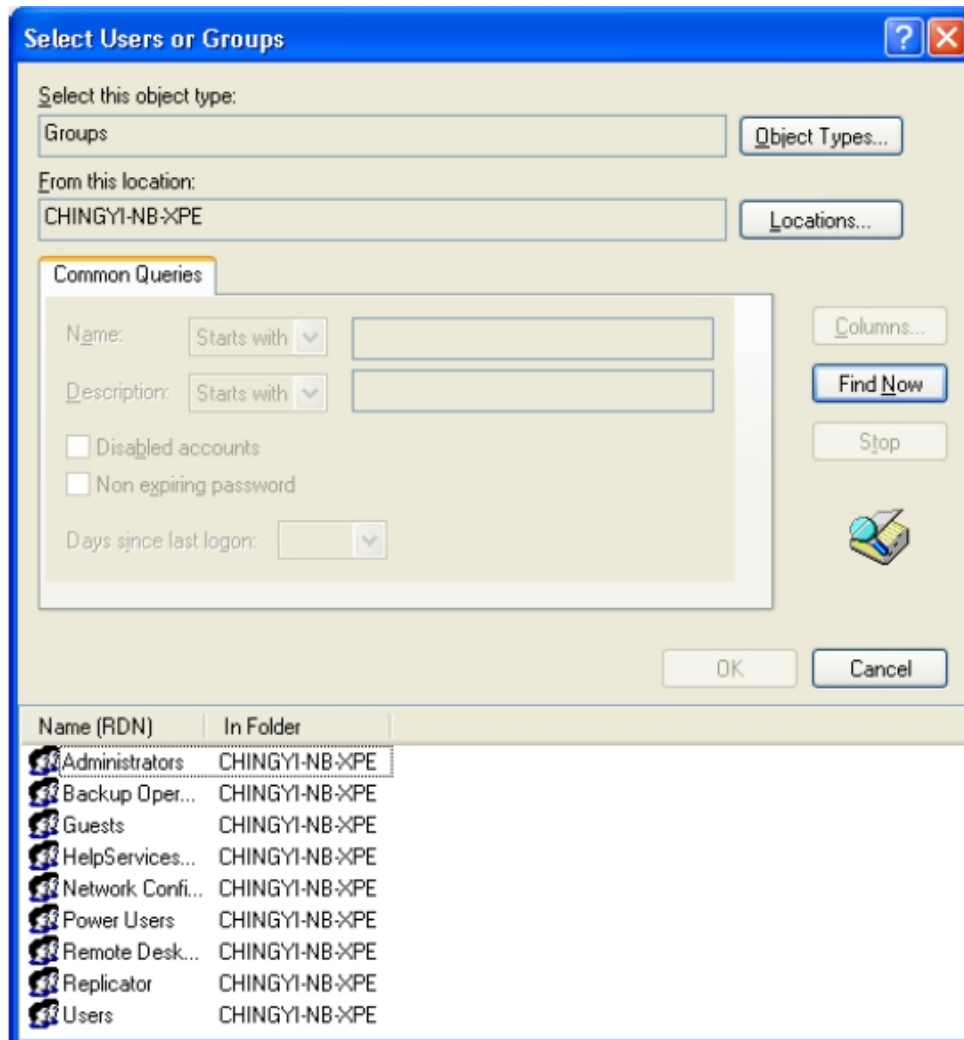 Select Users or Groups
Select this object type:
Groups
Object Types...
From this location:
CHINGYI-NB-XPE
Locations...
Common Queries
Name: Starts with
Columns...
Description: Starts with
Find Now
Disabled accounts
Stop
Non expiring password
Days since last logon:
OK Cancel
Name (RDN) In Folder
Administrators CHINGYI-NB-XPE
Backup Oper... CHINGYI-NB-XPE
Guests CHINGYI-NB-XPE
HelpServices... CHINGYI-NB-XPE
Network Confi... CHINGYI-NB-XPE
Power Users CHINGYI-NB-XPE
Remote Desk... CHINGYI-NB-XPE
Replicator CHINGYI-NB-XPE
Users CHINGYI-NB-XPE